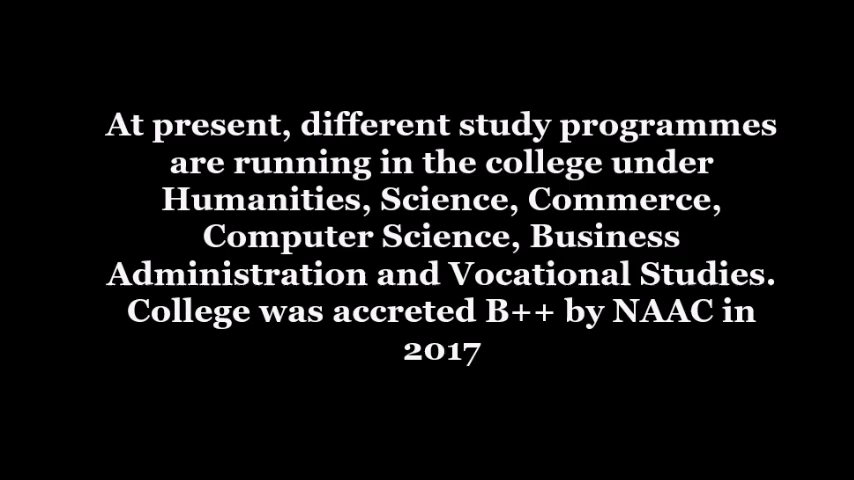 At present, different study programmes
are running in the college under
Humanities, Science, Commerce,
Computer Science, Business
Administration and Vocational Studies.
College was accreted B++ by NAAC in
2017